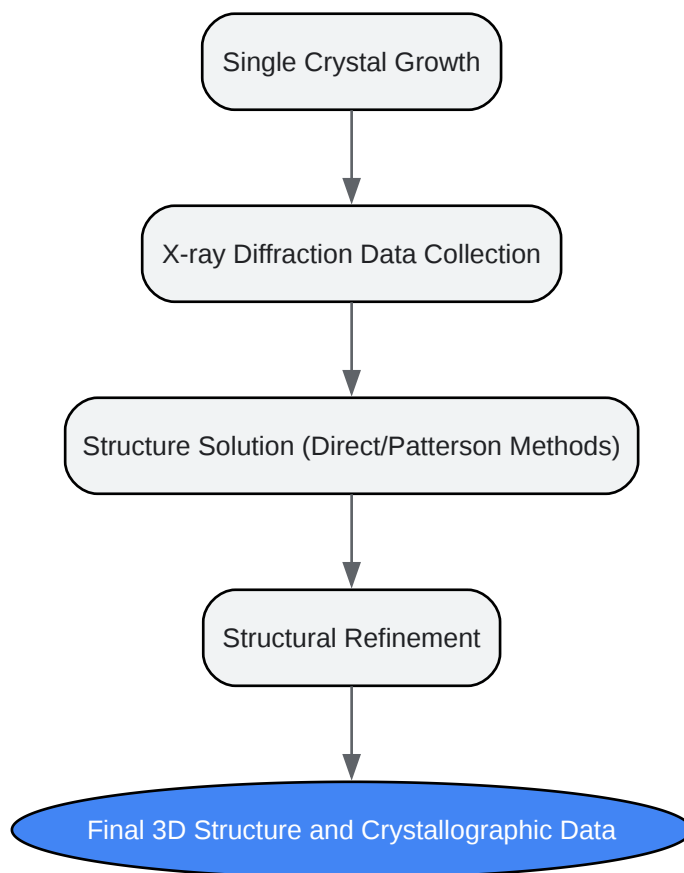 Single Crystal Growth
X-ray Diffraction Data Collection
Structure Solution (Direct/Patterson Methods)
Structural Refinement
Final 3D Structure and Crystallographic Data